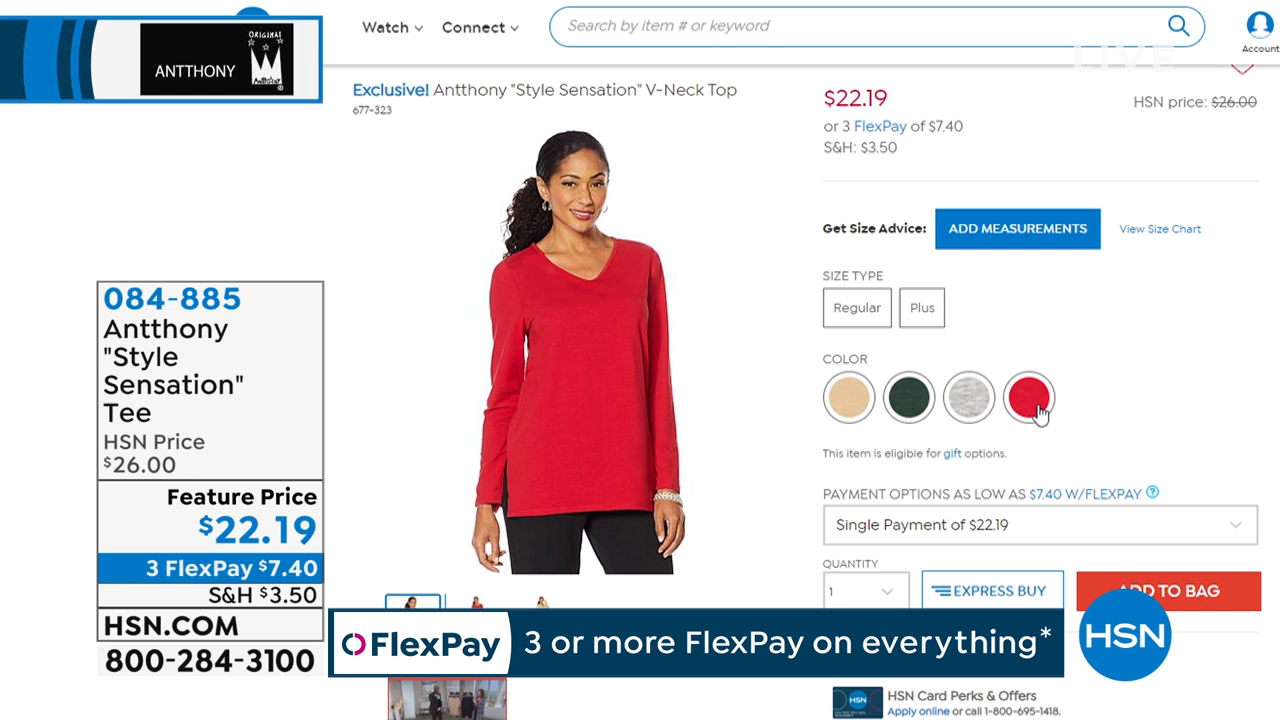 ORIGINAL
ANTTHONY
Watch
Connect
Search by item # or keyword
Account
LIVE
Exclusive! Antthony "Style Sensation" V-Neck Top
677-323
$22.19
HSN price: $26.00
or 3 FlexPay of $7.40
S&H: $3.50
Get Size Advice:
ADD MEASUREMENTS
View Size Chart
SIZE TYPE
Regular
Plus
COLOR
This item is eligible for gift options.
PAYMENT OPTIONS AS LOW AS $7.40 W/FLEXPAY ?
Single Payment of $22.19
QUANTITY
1
EXPRESS BUY
ADD TO BAG
084-885
Antthony
"Style
Sensation"
Tee
HSN Price
$26.00
Feature Price
$22.19
3 FlexPay $7.40
S&H $3.50
HSN.COM
800-284-3100
FlexPay
3 or more FlexPay on everything*
HSN
HSN
HSN Card Perks & Offers
Apply online or call 1-800-695-1418.